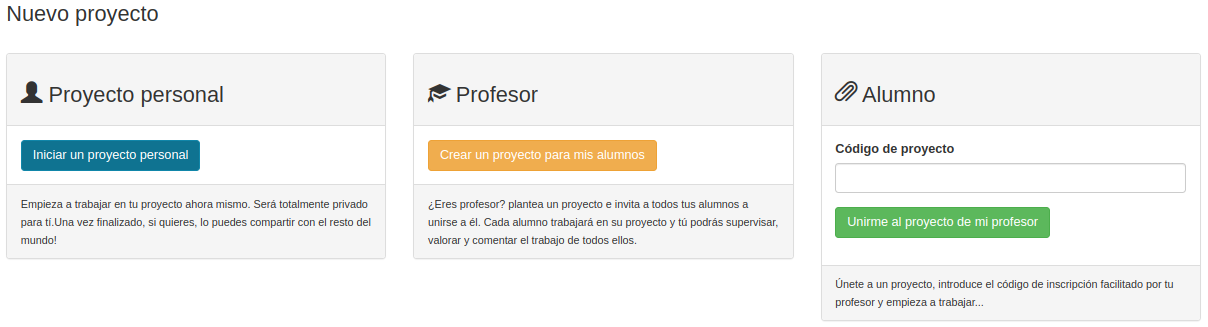 Nuevo proyecto
Proyecto personal
Iniciar un proyecto personal
Empieza a trabajar en tu proyecto ahora mismo. Será totalmente privado
para tí.Una vez finalizado, si quieres, lo puedes compartir con el resto del
mundo!
Profesor
Crear un proyecto para mis alumnos
¿Eres profesor? plantea un proyecto e invita a todos tus alumnos a
unirse a él. Cada alumno trabajará en su proyecto y tú podrás supervisar,
valorar y comentar el trabajo de todos ellos.
Alumno
Código de proyecto
Unirme al proyecto de mi profesor
Únete a un proyecto, introduce el código de inscripción facilitado por tu
profesor y empieza a trabajar...